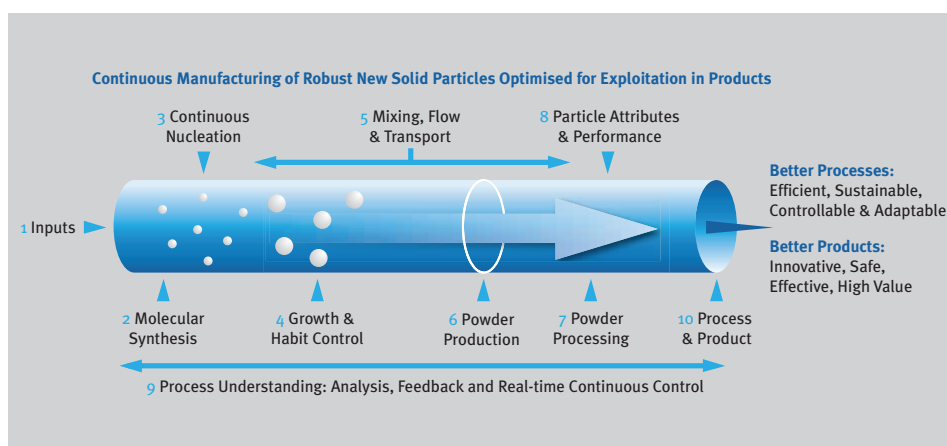 Continuous Manufacturing of Robust New Solid Particles Optimised for Exploitation in Products
3 Continuous
Nucleation
5 Mixing, Flow
& Transport
8 Particle Attributes
& Performance
1 Inputs
Better Processes:
Efficient, Sustainable,
Controllable & Adaptable
Better Products:
Innovative, Safe,
Effective, High Value
2 Molecular
Synthesis
4 Growth &
Habit Control
6 Powder
Production
7 Powder
Processing
10 Process
& Product
9 Process Understanding: Analysis, Feedback and Real-time Continuous Control